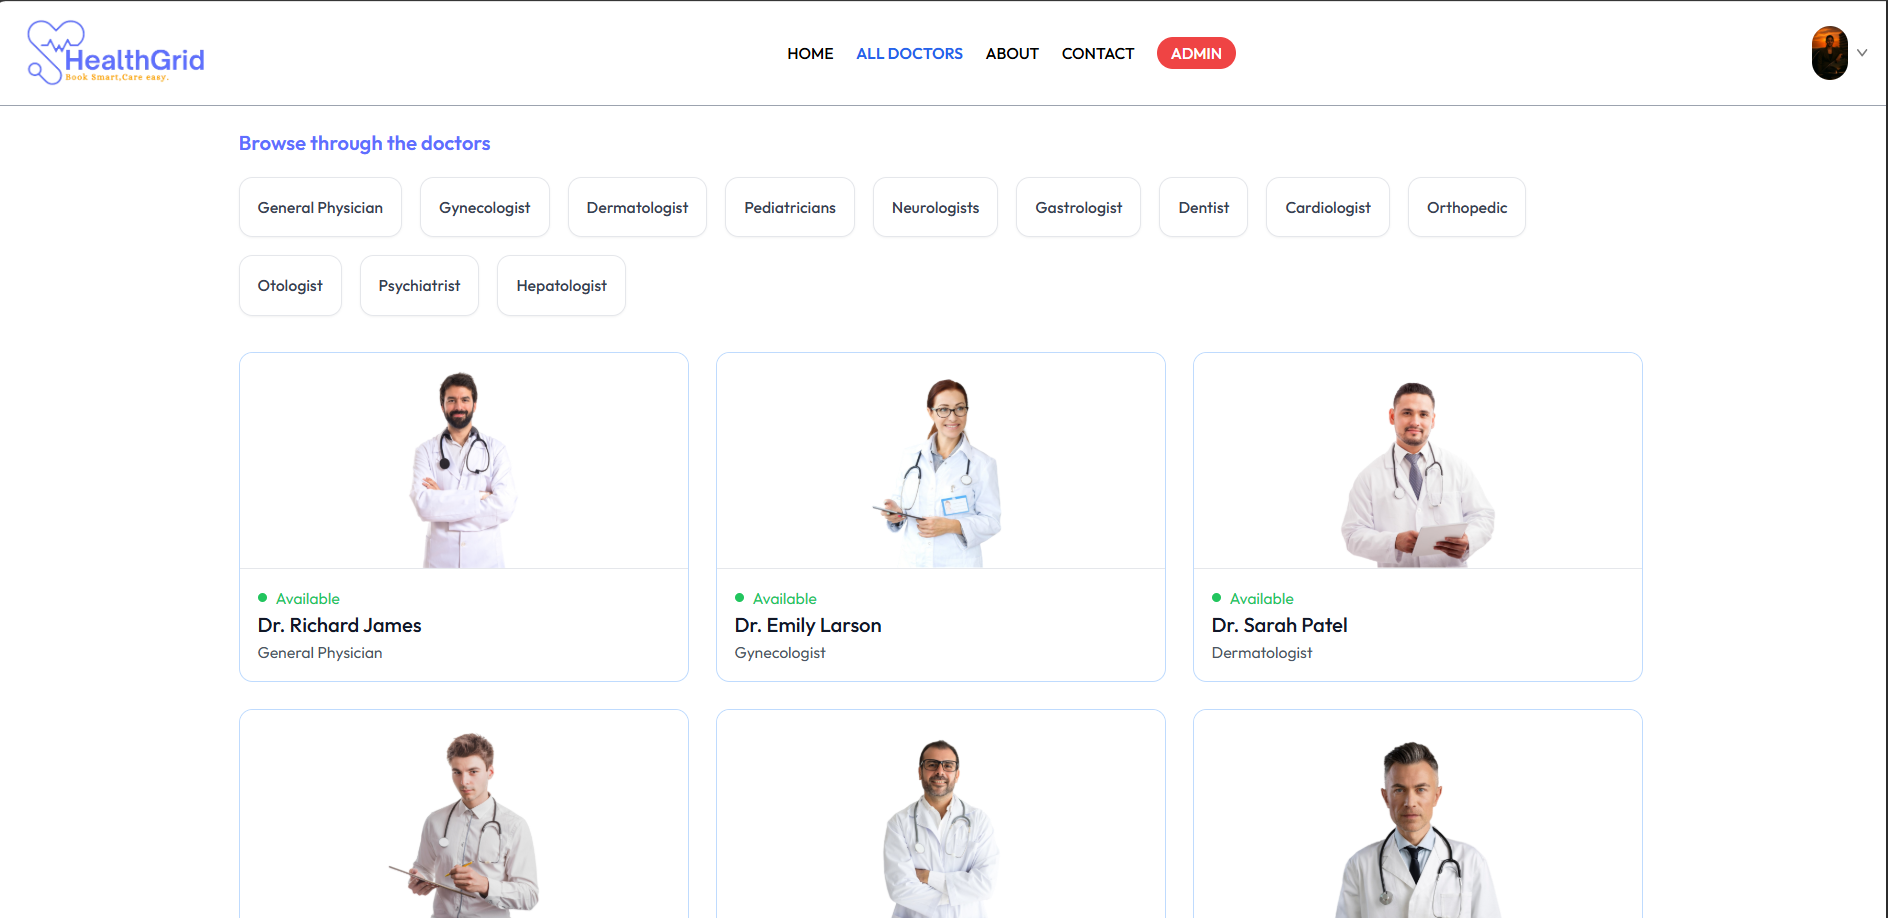 HealthGrid
Book Smart,Care easy.
HOME ALL DOCTORS ABOUT CONTACT ADMIN
Browse through the doctors
General Physician Gynecologist Dermatologist Pediatricians Neurologists Gastrologist Dentist Cardiologist Orthopedic
Otologist Psychiatrist Hepatologist
Available Available Available
Dr. Richard James Dr. Emily Larson Dr. Sarah Patel
General Physician Gynecologist Dermatologist